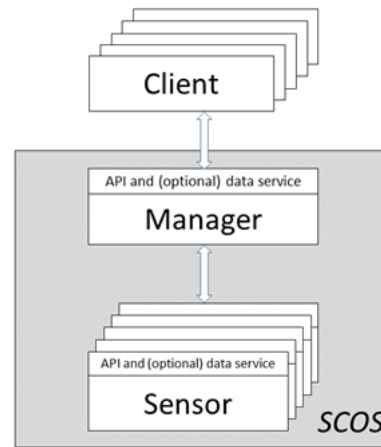 Client
API and (optional) data service
Manager
API and (optional) data service
Sensor
SCOS